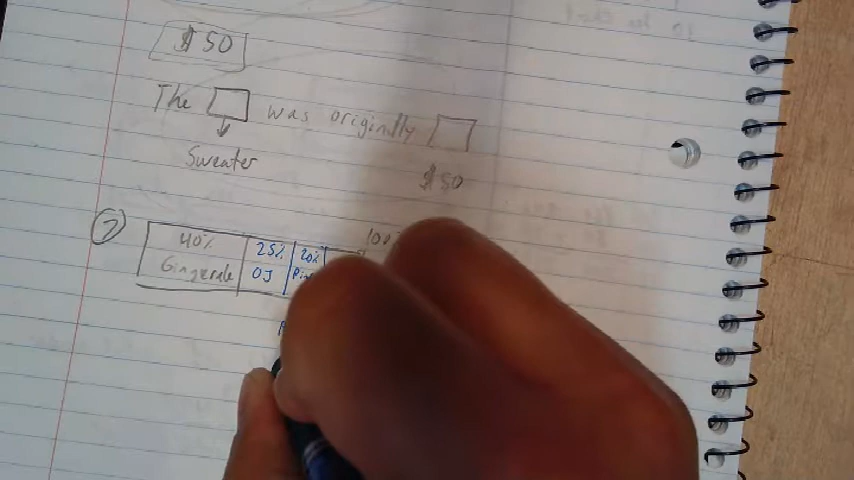 $50
The was originally
Sweater
$50
7
40% 25% 20%
Gingerale OJ